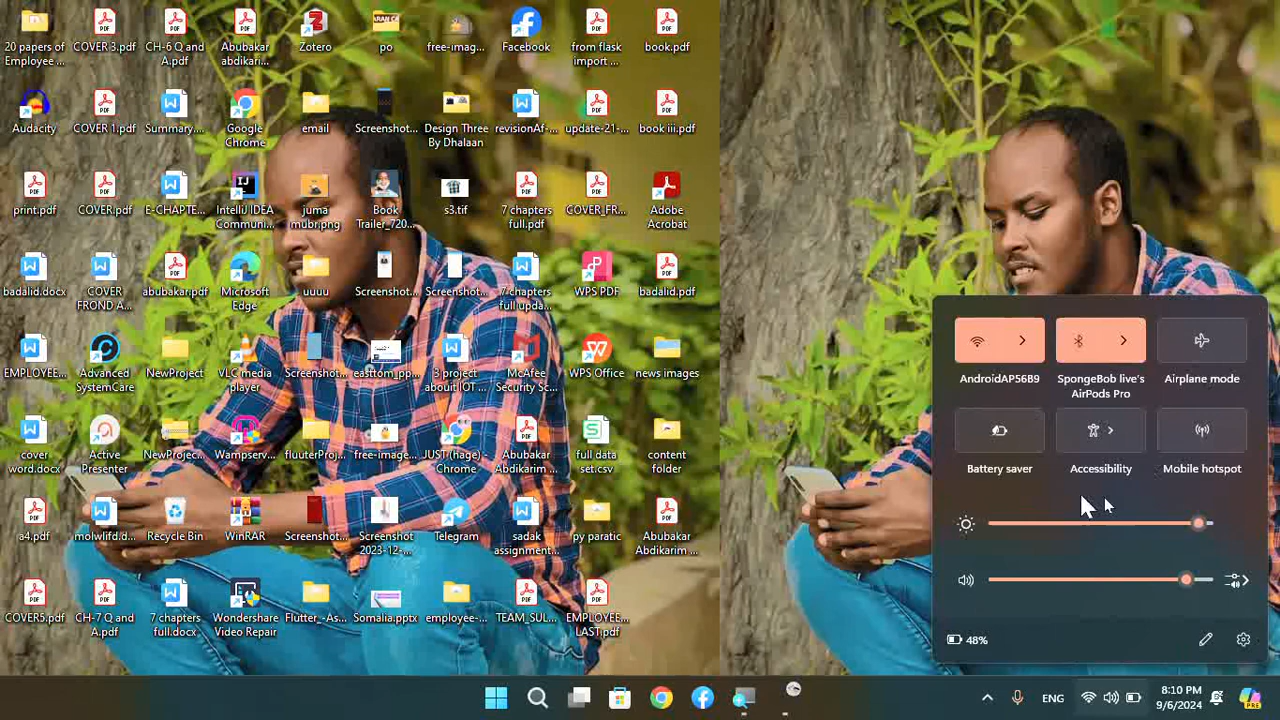 20 papers of
Employee ...
COVER 3.pdf
CH-6 Q and
A.pdf
Abubakar
abdikari...
Zotero
po
free-imag...
Facebook
from flask
import ...
book.pdf
Audacity
COVER 1.pdf
Summary...
Google
Chrome
email
Screenshot...
Design Three
By Dhalaan
revisionAf-...
update-21-...
book iii.pdf
print.pdf
COVER.pdf
E-CHAPTE...
IntelliJ IDEA
Communi...
juma
mubr.png
Book
Trailer_720...
s3.tif
7 chapters
full.pdf
COVER_FR...
Adobe
Acrobat
badalid.docx
COVER
FROND A...
abubakar.pdf
Microsoft
Edge
uuuu
Screenshot...
Screenshot...
7 chapters
full upda...
WPS PDF
badalid.pdf
EMPLOYEE...
Advanced
SystemCare
NewProject
VLC media
player
Screenshot...
easttom_pp...
3 project
abouit IOT ...
McAfee
Security Sc...
WPS Office
news images
cover
word.docx
Active
Presenter
NewProjec...
Wampserv...
fluuterProj...
free-image...
JUST (hage) -
Chrome
Abubakar
Abdikarim ...
full data
set.csv
content
folder
a4.pdf
molwlifd.d...
Recycle Bin
WinRAR
Screenshot...
Screenshot
2023-12-...
Telegram
sadak
assignment...
py paratic
Abubakar
Abdikarim ...
COVER5.pdf
CH-7 Q and
A.pdf
7 chapters
full.docx
Wondershare
Video Repair
Flutter_-As...
Somalia.pptx
employee-...
TEAM_SUL...
EMPLOYEE
LAST.pdf
AndroidAP56B9
SpongeBob live's
AirPods Pro
Airplane mode
Battery saver
Accessibility
Mobile hotspot
48%
ENG
8:10 PM
9/6/2024